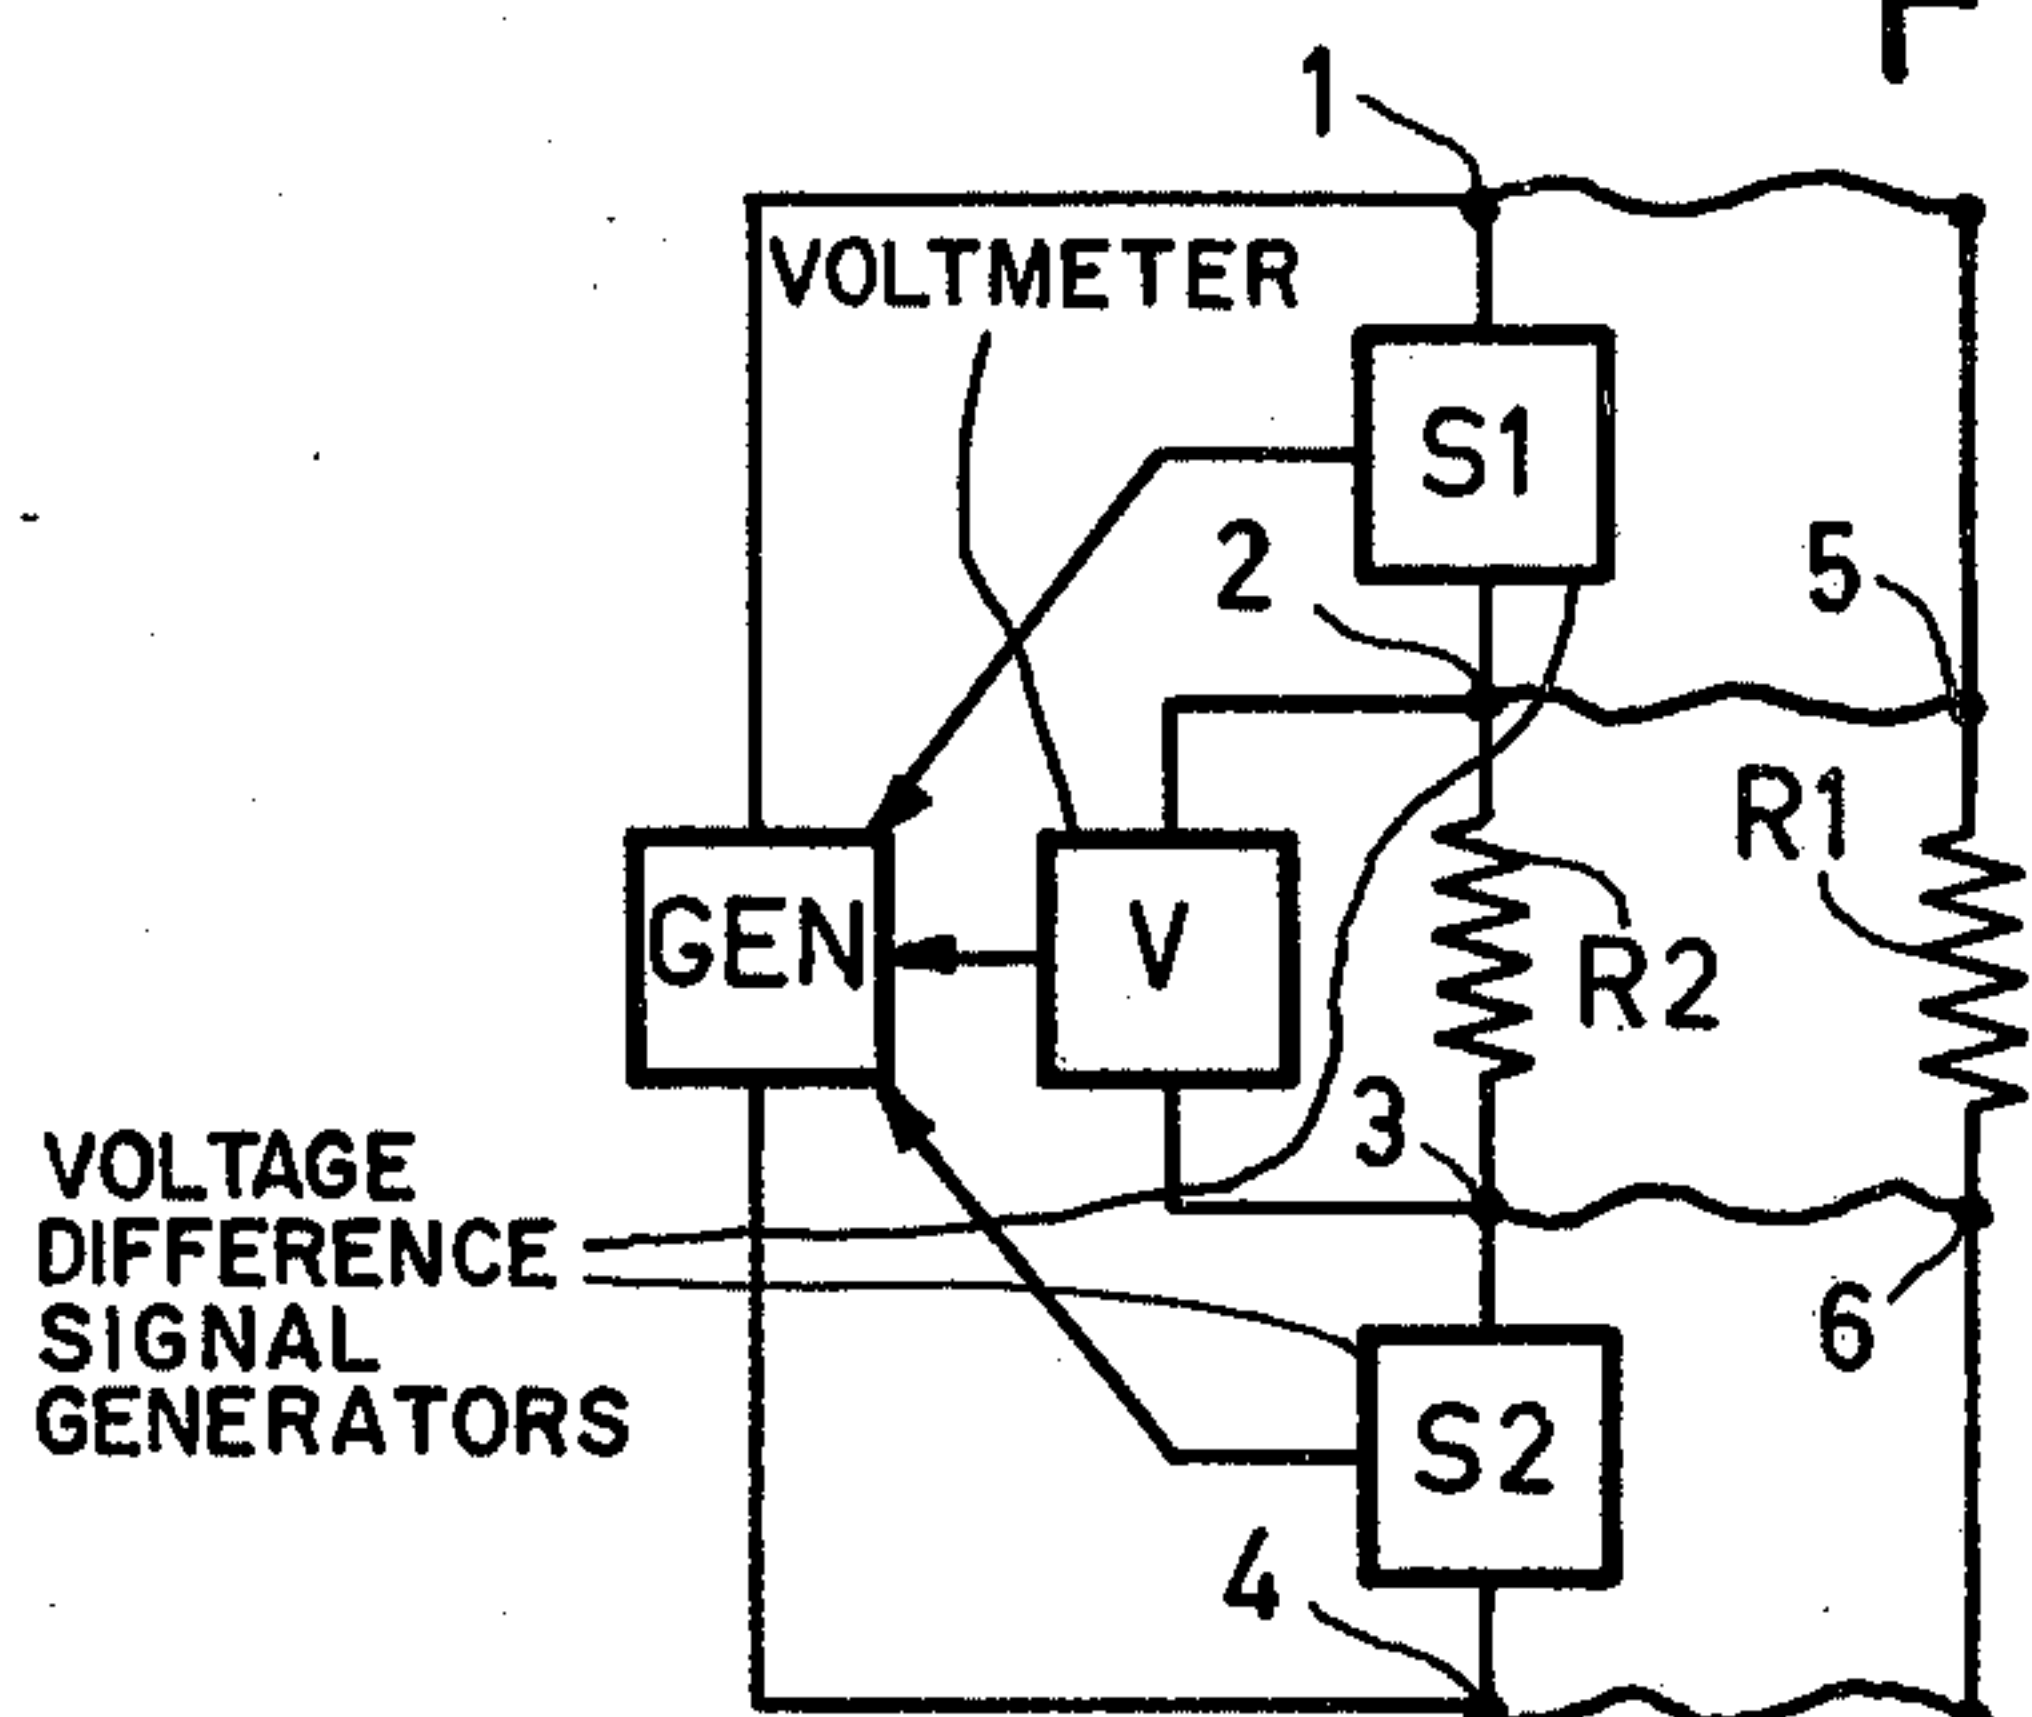 1
VOLTMETER
S1
2
5
R1
GEN
V
R2
3
VOLTAGE
DIFFERENCE
SIGNAL
GENERATORS
6
S2
4